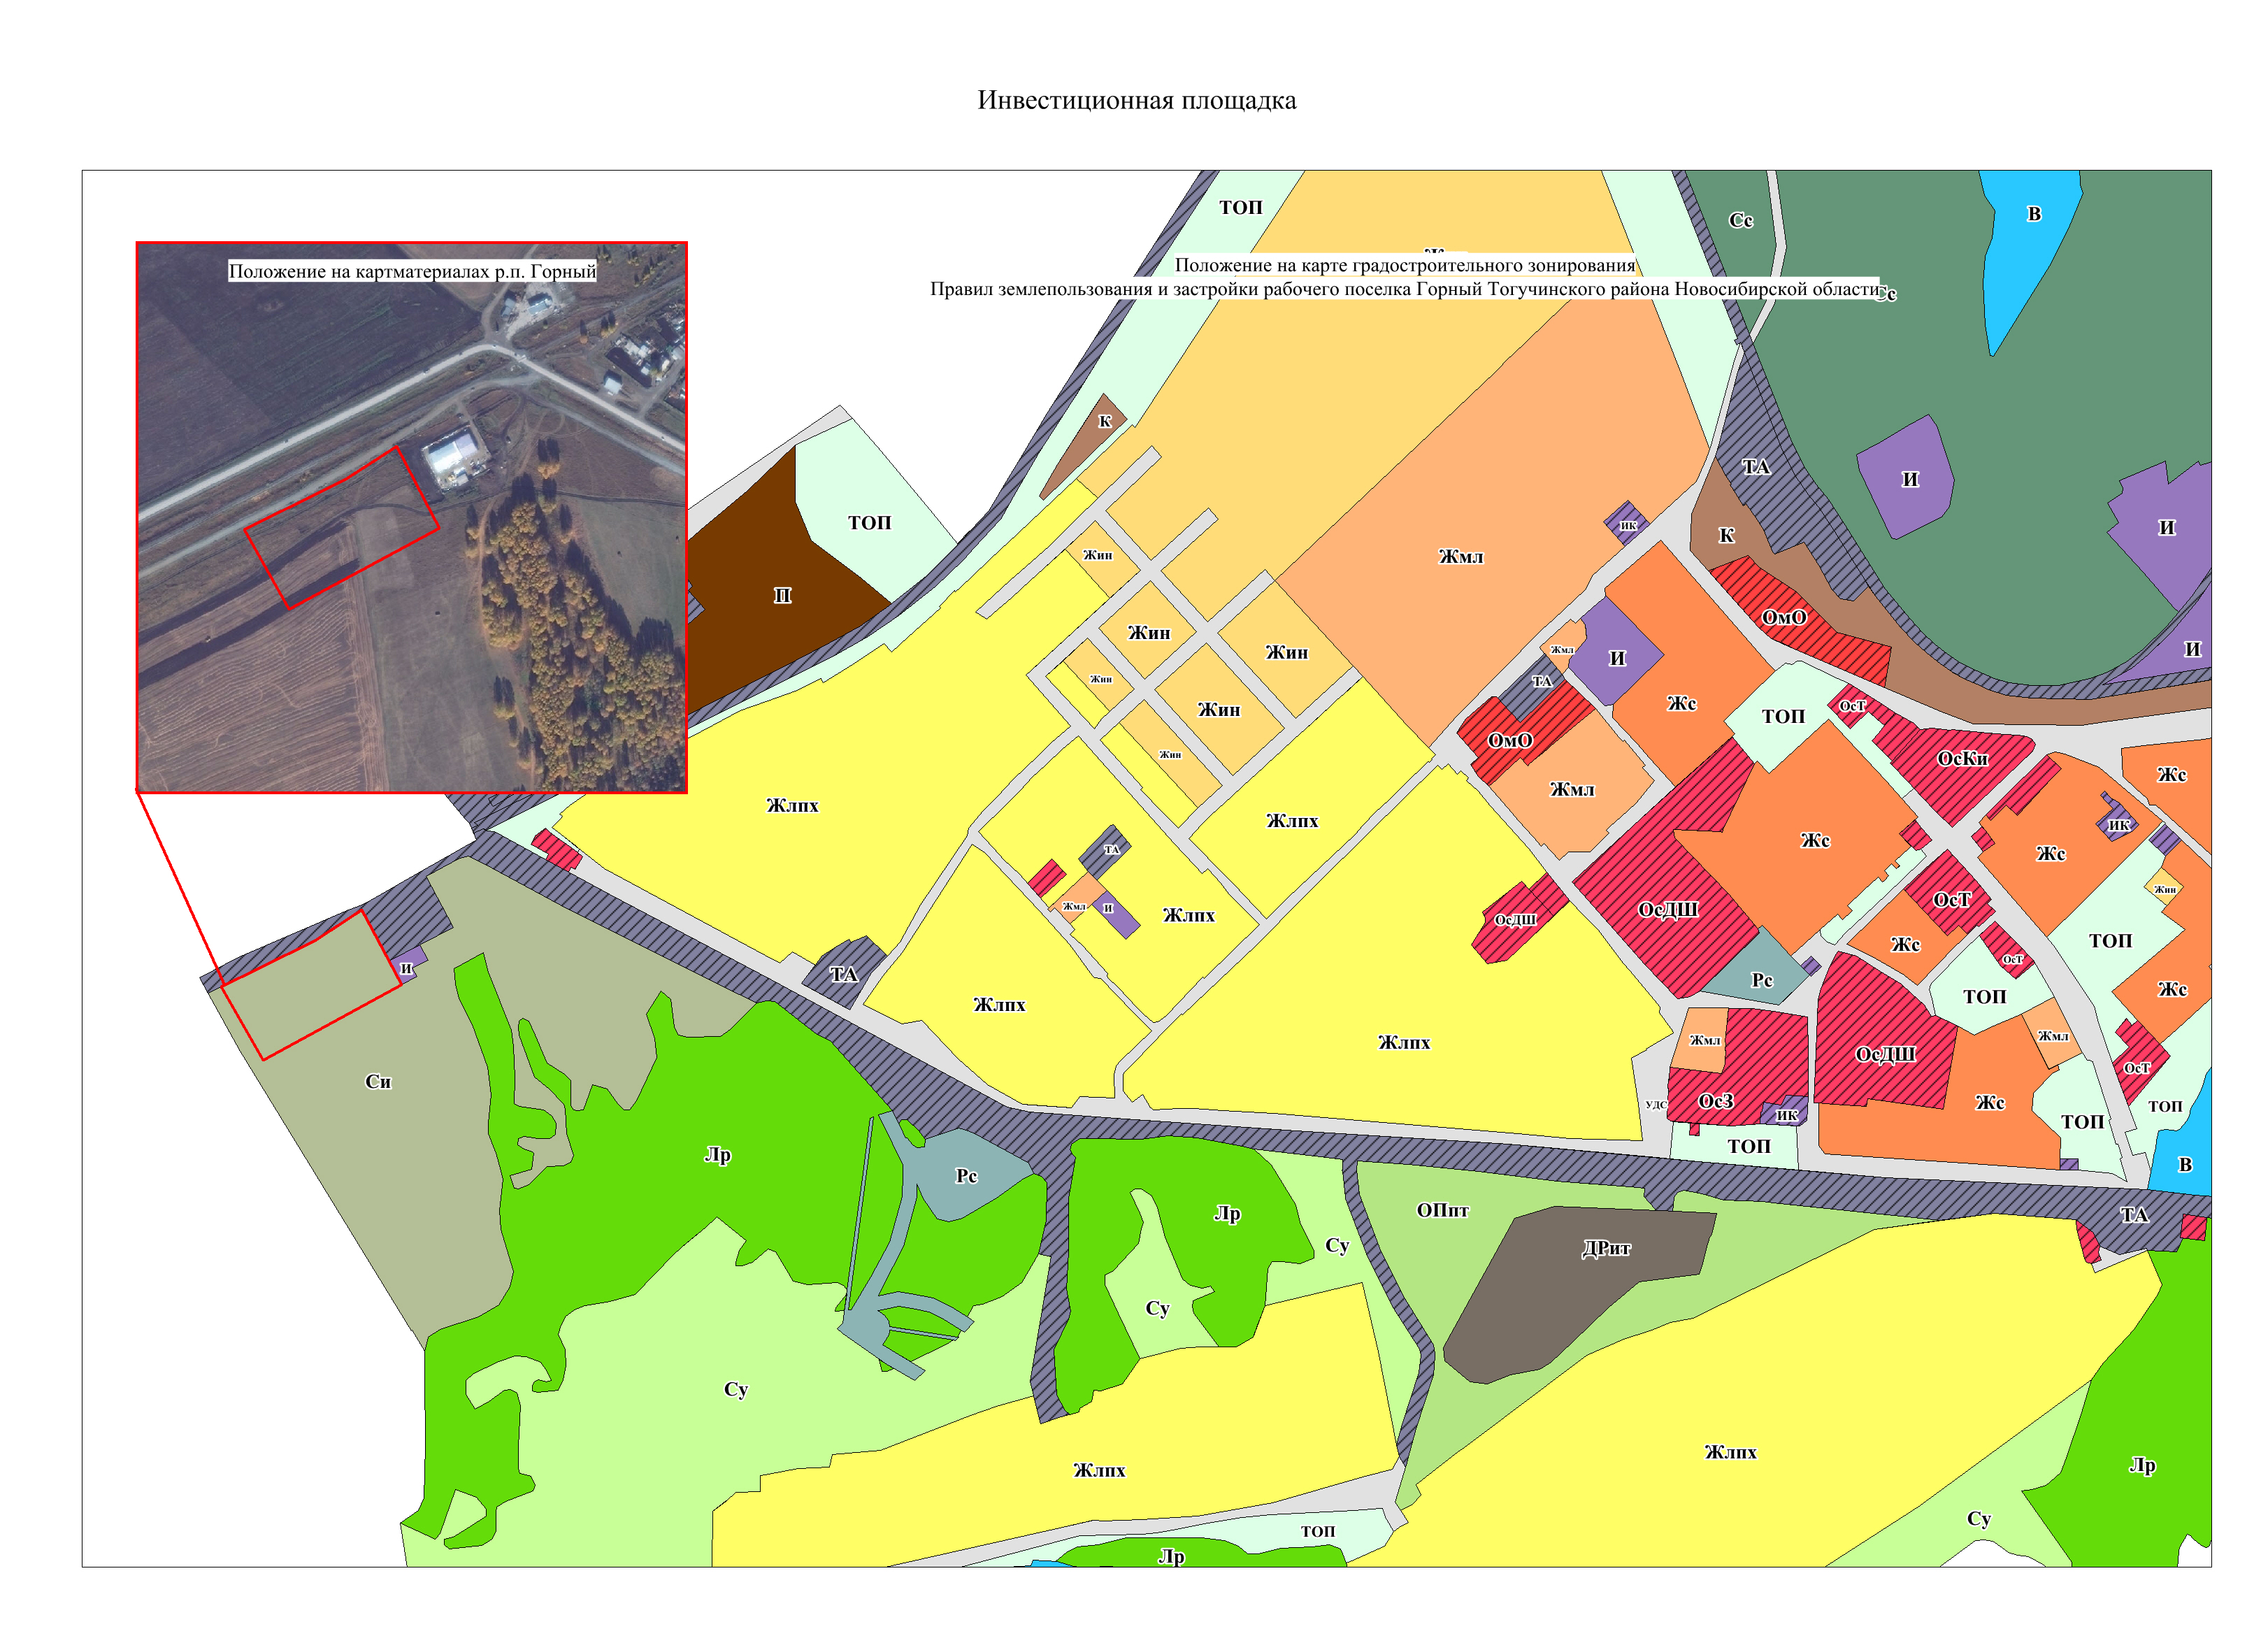 Инвестиционная площадка
ТОП
Сс
В
Положение на картматериалах р.п. Горный
Положение на карте градостроительного зонирования
Правил землепользования и застройки рабочего поселка Горный Тогучинского района Новосибирской области
К
ТА
И
ТОП
ИК
И
К
Жин
Жмл
П
ОмО
Жин
Жин
Жмл
И
И
Жин
ТА
Жин
Жс
ОсТ
ТОП
ОмО
Жин
ОсКи
Жс
Жлпх
Жмл
Жлпх
ИК
Жс
ТА
Жс
Жин
ОсТ
Жмл
И
Жлпх
ОсДШ
ОсДШ
ТОП
Жс
ОсТ
И
ТА
Рс
Жс
ТОП
Жлпх
Жмл
Жмл
Жлпх
ОсДШ
ОсТ
Си
УДС
ОсЗ
Жс
ТОП
ИК
ТОП
ТОП
Лр
Рс
В
Лр
ОПпт
ТА
Су
ДРит
Су
Су
Жлпх
Жлпх
Лр
Су
ТОП
Лр